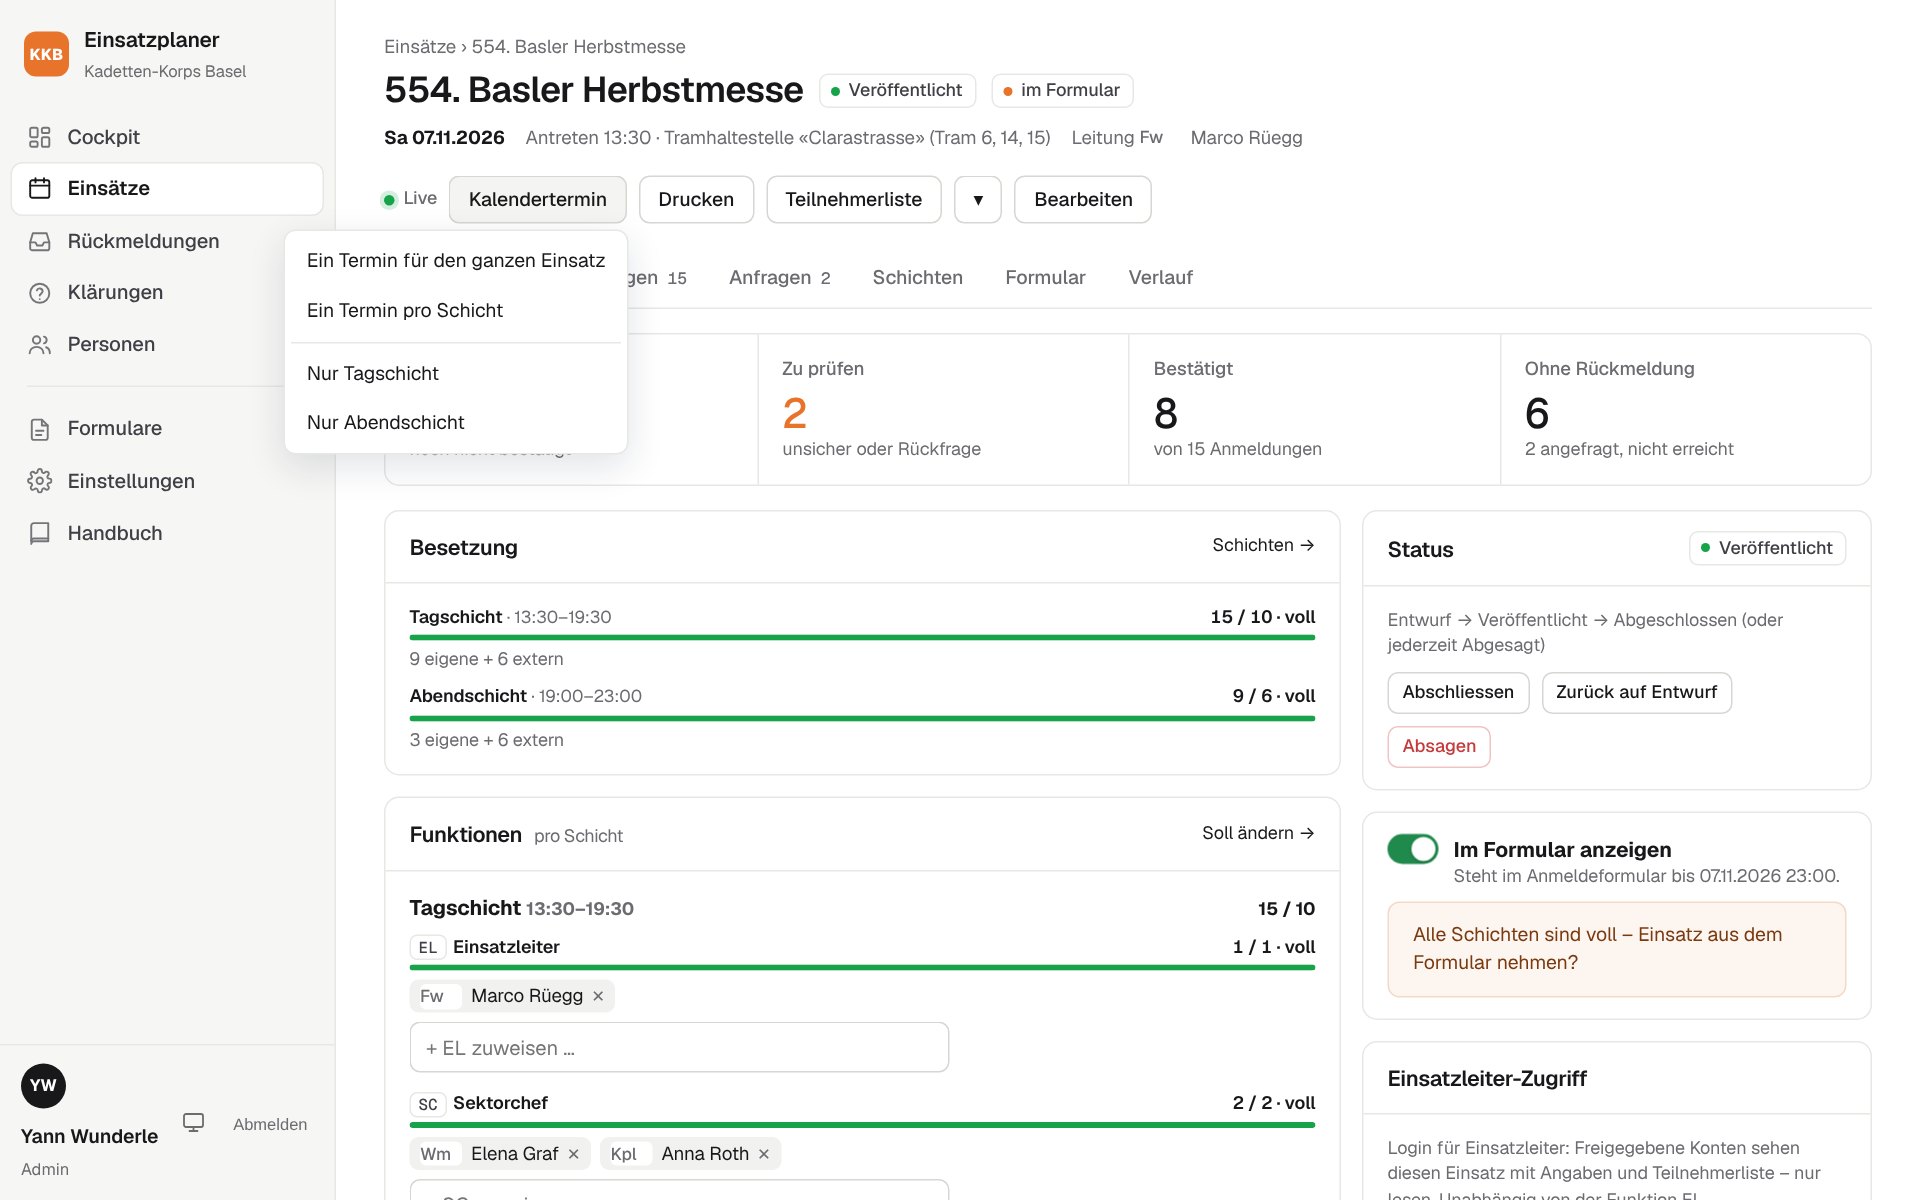 KKB
Einsatzplaner
Kadetten-Korps Basel
Cockpit
Einsätze
Rückmeldungen
Klärungen
Personen
Formulare
Einstellungen
Handbuch
YW
Yann Wunderle
Admin
Abmelden
Einsätze › 554. Basler Herbstmesse
554. Basler Herbstmesse
Veröffentlicht
im Formular
Sa 07.11.2026 Antreten 13:30 · Tramhaltestelle «Clarastrasse» (Tram 6, 14, 15) Leitung Fw Marco Rüegg
Live
Kalendertermin
Drucken
Teilnehmerliste
▼
Bearbeiten
Ein Termin für den ganzen Einsatz
Ein Termin pro Schicht
Nur Tagschicht
Nur Abendschicht
15
Anfragen 2
Schichten
Formular
Verlauf
Zu prüfen
2
unsicher oder Rückfrage
Bestätigt
8
von 15 Anmeldungen
Ohne Rückmeldung
6
2 angefragt, nicht erreicht
Besetzung
Schichten →
Tagschicht · 13:30–19:30
15 / 10 · voll
9 eigene + 6 extern
Abendschicht · 19:00–23:00
9 / 6 · voll
3 eigene + 6 extern
Funktionen pro Schicht
Soll ändern →
Tagschicht 13:30–19:30
15 / 10
EL Einsatzleiter
1 / 1 · voll
Fw Marco Rüegg ×
+ EL zuweisen ...
SC Sektorchef
2 / 2 · voll
Wm Elena Graf ×
Kpl Anna Roth ×
Status
Veröffentlicht
Entwurf → Veröffentlicht → Abgeschlossen (oder
jederzeit Abgesagt)
Abschliessen
Zurück auf Entwurf
Absagen
Im Formular anzeigen
Steht im Anmeldeformular bis 07.11.2026 23:00.
Alle Schichten sind voll – Einsatz aus dem
Formular nehmen?
Einsatzleiter-Zugriff
Login für Einsatzleiter: Freigegebene Konten sehen
diesen Einsatz mit Angaben und Teilnehmerliste – nur
lesen. Unabhängig von der Funktion EL.